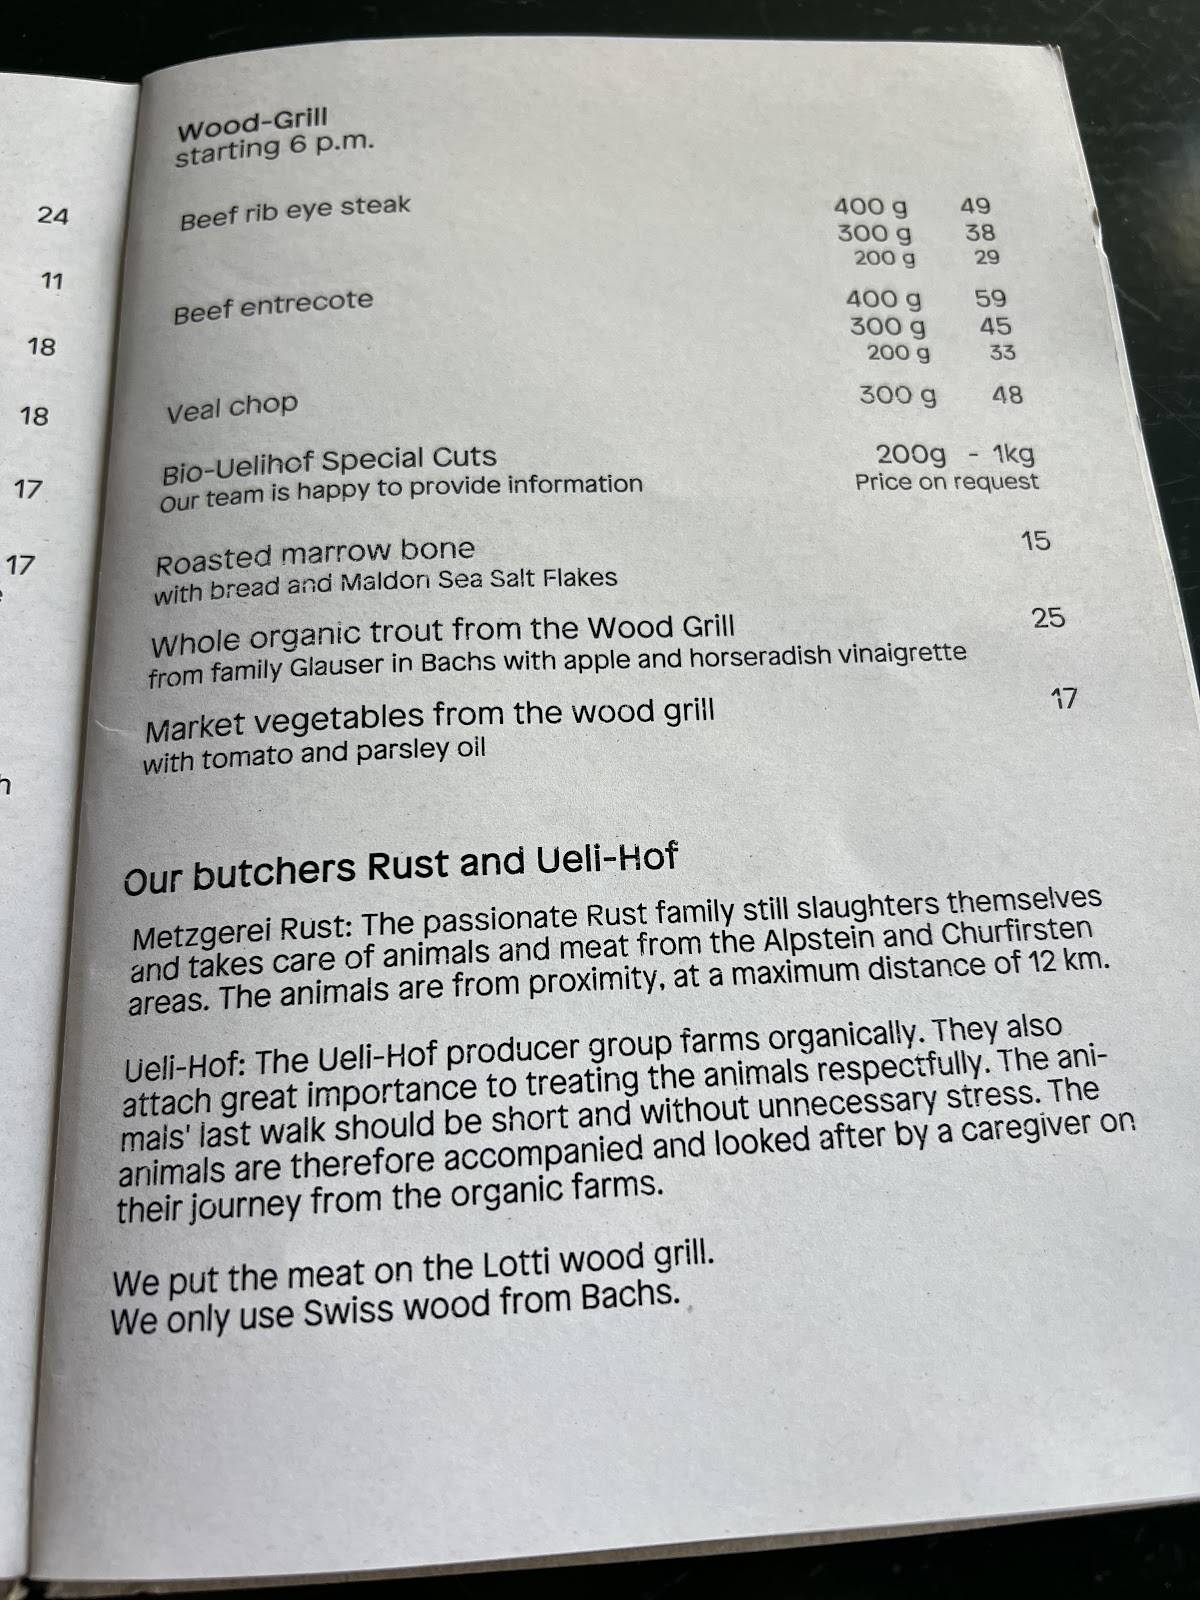 24
11
18
18
17
17
h
Wood-Grill
starting 6 p.m.
Beef rib eye steak 400 g 49
300 g 38
200 g 29
Beef entrecote 400 g 59
300 g 45
200 g 33
Veal chop 300 g 48
Bio-Uelihof Special Cuts 200g - 1kg
Our team is happy to provide information Price on request
Roasted marrow bone 15
with bread and Maldon Sea Salt Flakes
Whole organic trout from the Wood Grill 25
from family Glauser in Bachs with apple and horseradish vinaigrette
Market vegetables from the wood grill 17
with tomato and parsley oil
Our butchers Rust and Ueli-Hof
Metzgerei Rust: The passionate Rust family still slaughters themselves
and takes care of animals and meat from the Alpstein and Churfirsten
areas. The animals are from proximity, at a maximum distance of 12 km.
Ueli-Hof: The Ueli-Hof producer group farms organically. They also
attach great importance to treating the animals respectfully. The ani-
mals' last walk should be short and without unnecessary stress. The
animals are therefore accompanied and looked after by a caregiver on
their journey from the organic farms.
We put the meat on the Lotti wood grill.
We only use Swiss wood from Bachs.